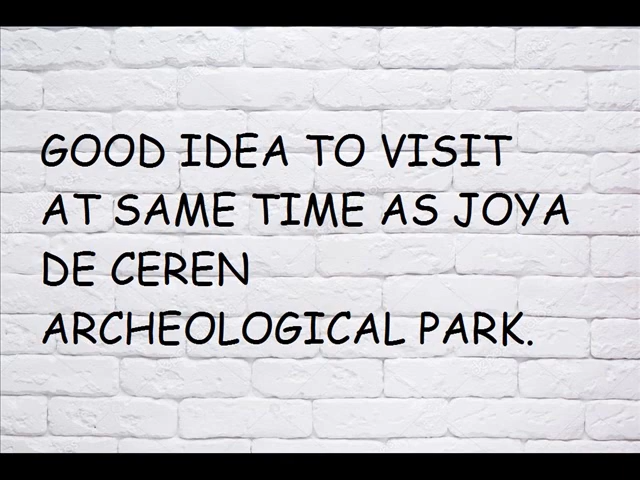 GOOD IDEA TO VISIT
AT SAME TIME AS JOYA
DE CEREN
ARCHEOLOGICAL PARK.